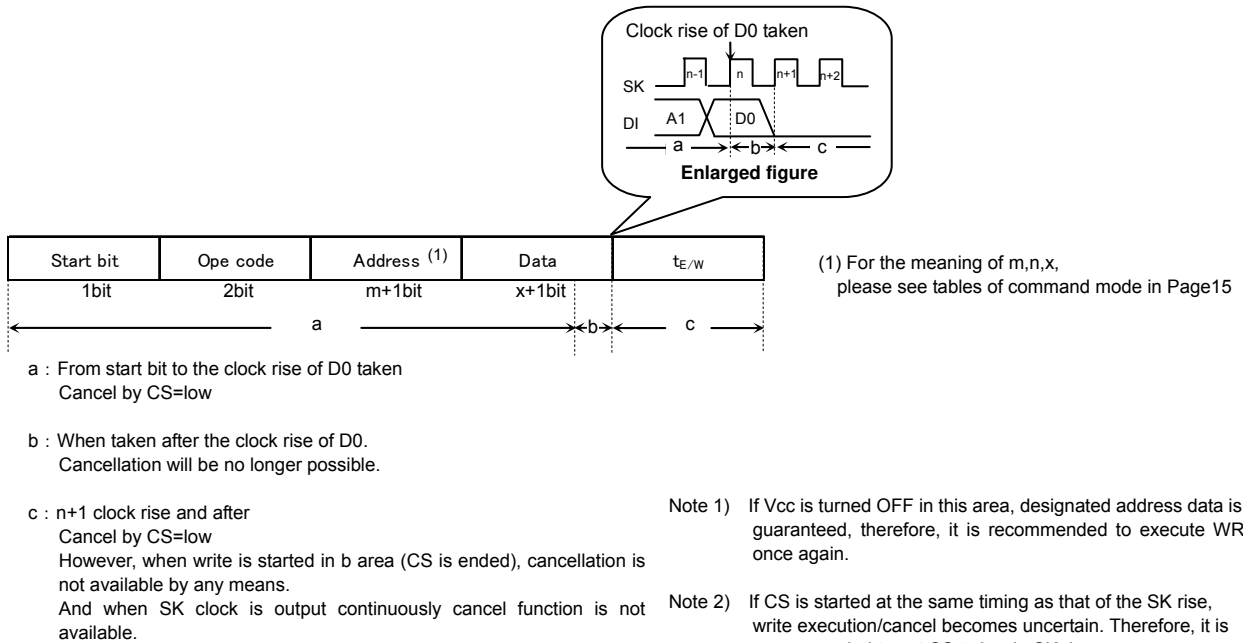 Clock rise of D0 taken
SK n-1 n n+1 n+2
DI A1 D0
a b c
Enlarged figure
Start bit Ope code Address (1) Data tE/W
1bit 2bit m+1bit x+1bit
a b c
(1) For the meaning of m,n,x,
please see tables of command mode in Page15
a : From start bit to the clock rise of D0 taken
Cancel by CS=low
b : When taken after the clock rise of D0.
Cancellation will be no longer possible.
c : n+1 clock rise and after
Cancel by CS=low
However, when write is started in b area (CS is ended), cancellation is
not available by any means.
And when SK clock is output continuously cancel function is not
available.
Note 1) If Vcc is turned OFF in this area, designated address data is
guaranteed, therefore, it is recommended to execute WR
once again.
Note 2) If CS is started at the same timing as that of the SK rise,
write execution/uncancel becomes uncertain. Therefore, it is